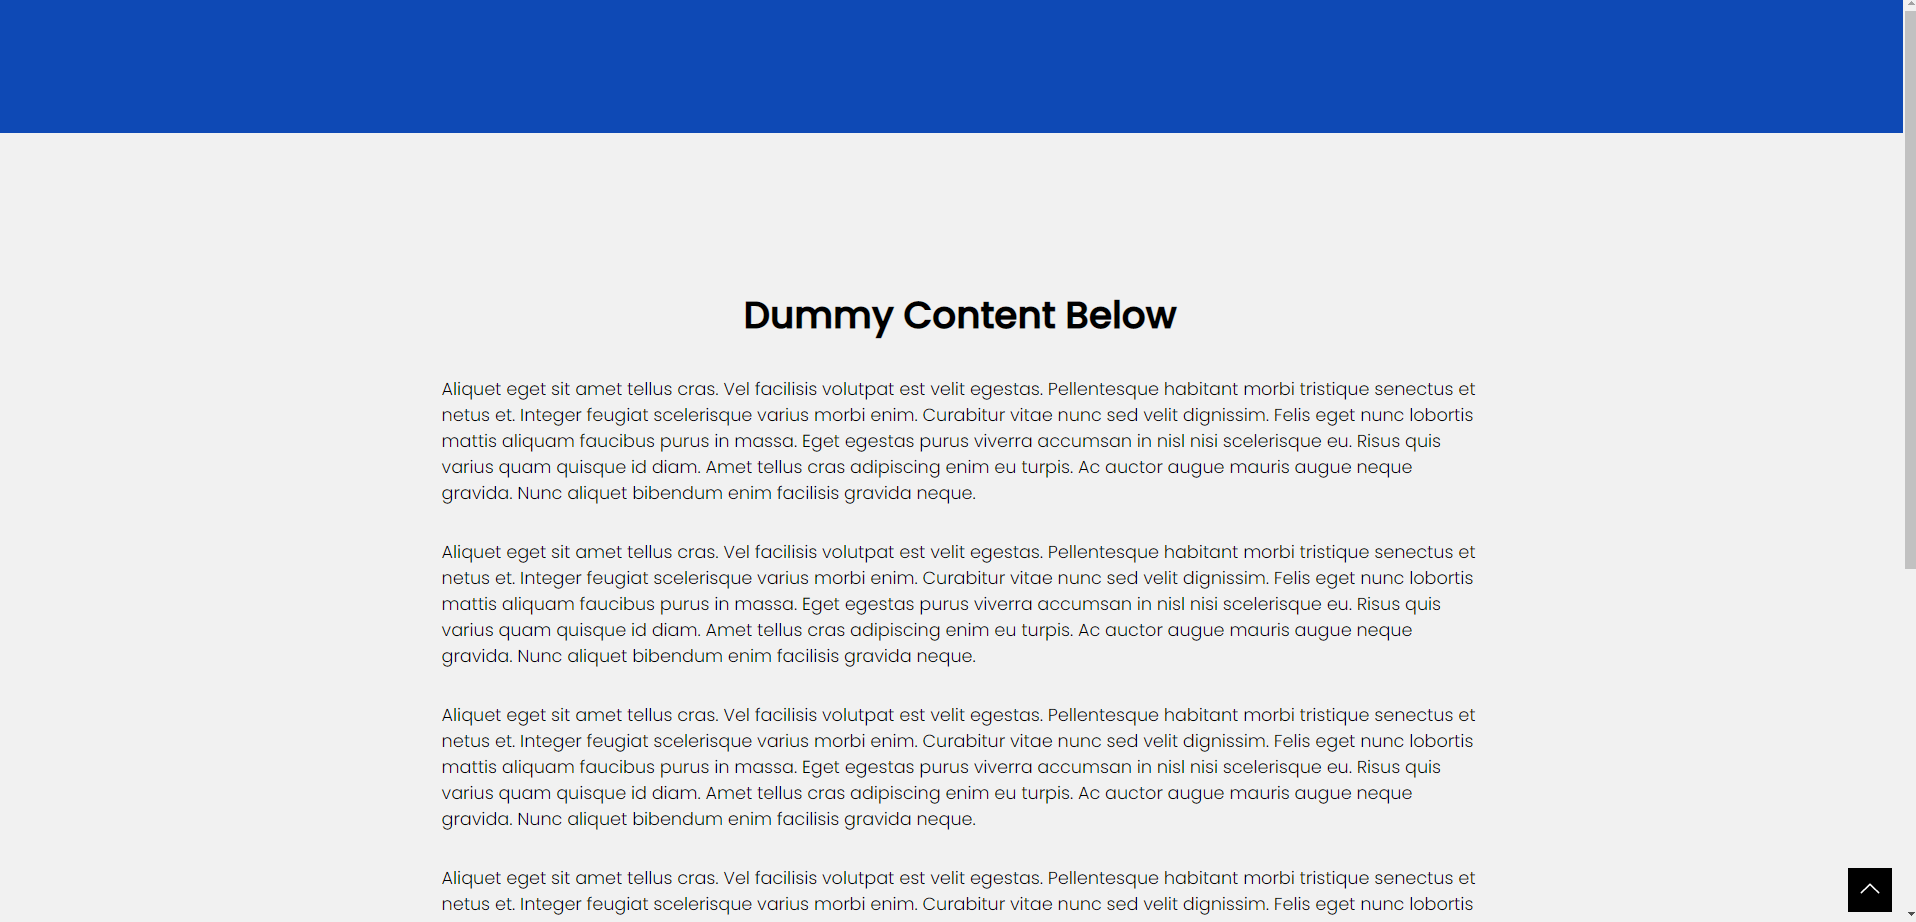 Dummy Content Below
Aliquet eget sit amet tellus cras. Vel facilisis volutpat est velit egestas. Pellentesque habitant morbi tristique senectus et
netus et. Integer feugiat scelerisque varius morbi enim. Curabitur vitae nunc sed velit dignissim. Felis eget nunc lobortis
mattis aliquam faucibus purus in massa. Eget egestas purus viverra accumsan in nisl nisi scelerisque eu. Risus quis
varius quam quisque id diam. Amet tellus cras adipiscing enim eu turpis. Ac auctor augue mauris augue neque
gravida. Nunc aliquet bibendum enim facilisis gravida neque.
Aliquet eget sit amet tellus cras. Vel facilisis volutpat est velit egestas. Pellentesque habitant morbi tristique senectus et
netus et. Integer feugiat scelerisque varius morbi enim. Curabitur vitae nunc sed velit dignissim. Felis eget nunc lobortis
mattis aliquam faucibus purus in massa. Eget egestas purus viverra accumsan in nisl nisi scelerisque eu. Risus quis
varius quam quisque id diam. Amet tellus cras adipiscing enim eu turpis. Ac auctor augue mauris augue neque
gravida. Nunc aliquet bibendum enim facilisis gravida neque.
Aliquet eget sit amet tellus cras. Vel facilisis volutpat est velit egestas. Pellentesque habitant morbi tristique senectus et
netus et. Integer feugiat scelerisque varius morbi enim. Curabitur vitae nunc sed velit dignissim. Felis eget nunc lobortis
mattis aliquam faucibus purus in massa. Eget egestas purus viverra accumsan in nisl nisi scelerisque eu. Risus quis
varius quam quisque id diam. Amet tellus cras adipiscing enim eu turpis. Ac auctor augue mauris augue neque
gravida. Nunc aliquet bibendum enim facilisis gravida neque.
Aliquet eget sit amet tellus cras. Vel facilisis volutpat est velit egestas. Pellentesque habitant morbi tristique senectus et
netus et. Integer feugiat scelerisque varius morbi enim. Curabitur vitae nunc sed velit dignissim. Felis eget nunc lobortis